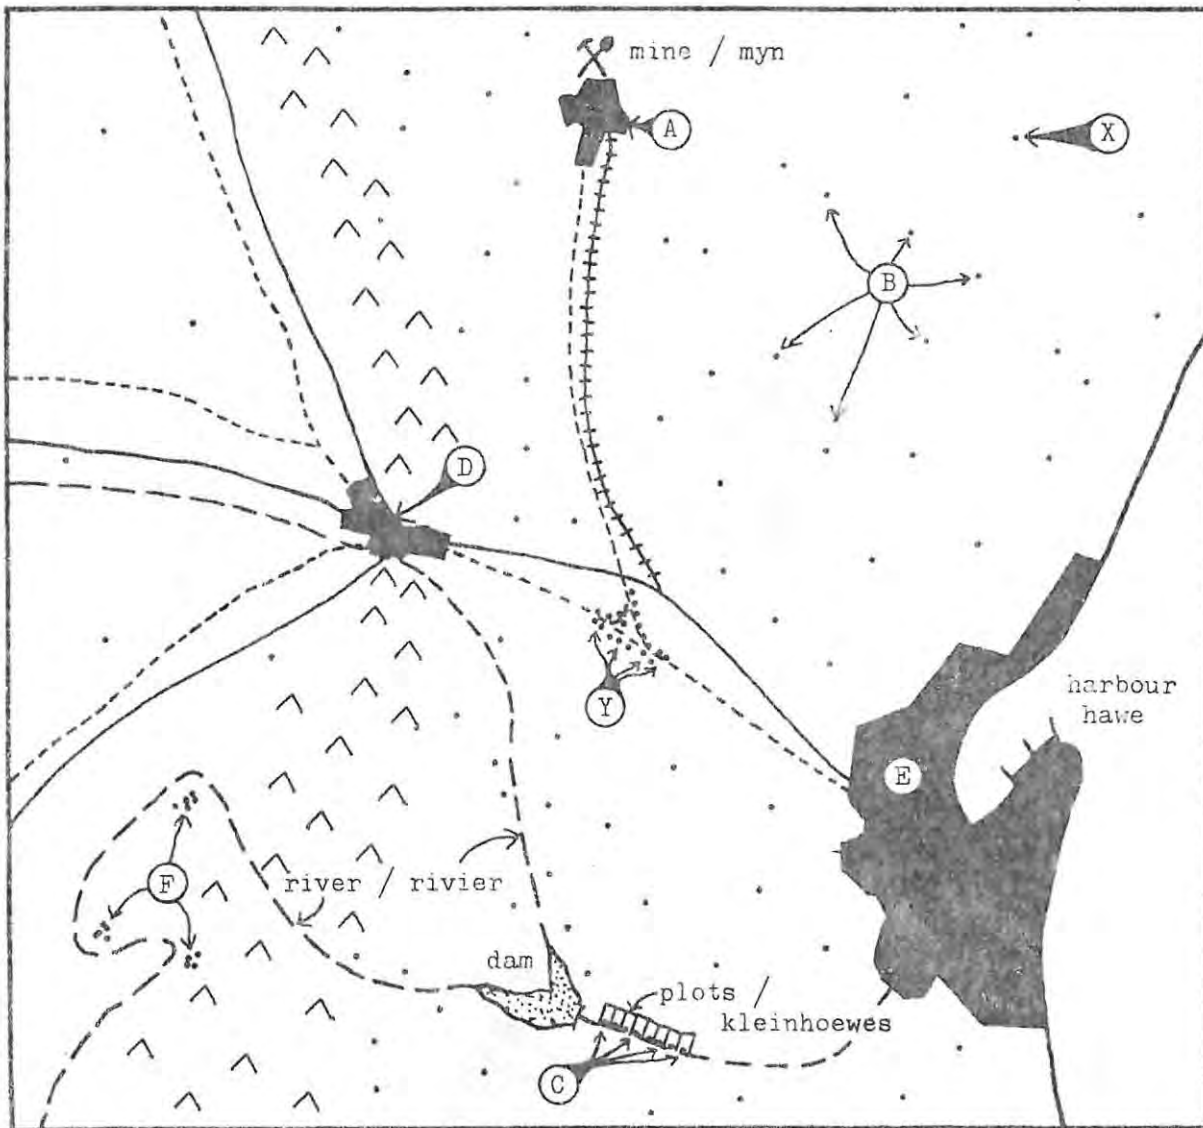 mine / myn
A
X
B
D
Y
harbour
hawe
E
F
river / rivier
dam
plots /
kleinhoewes
C